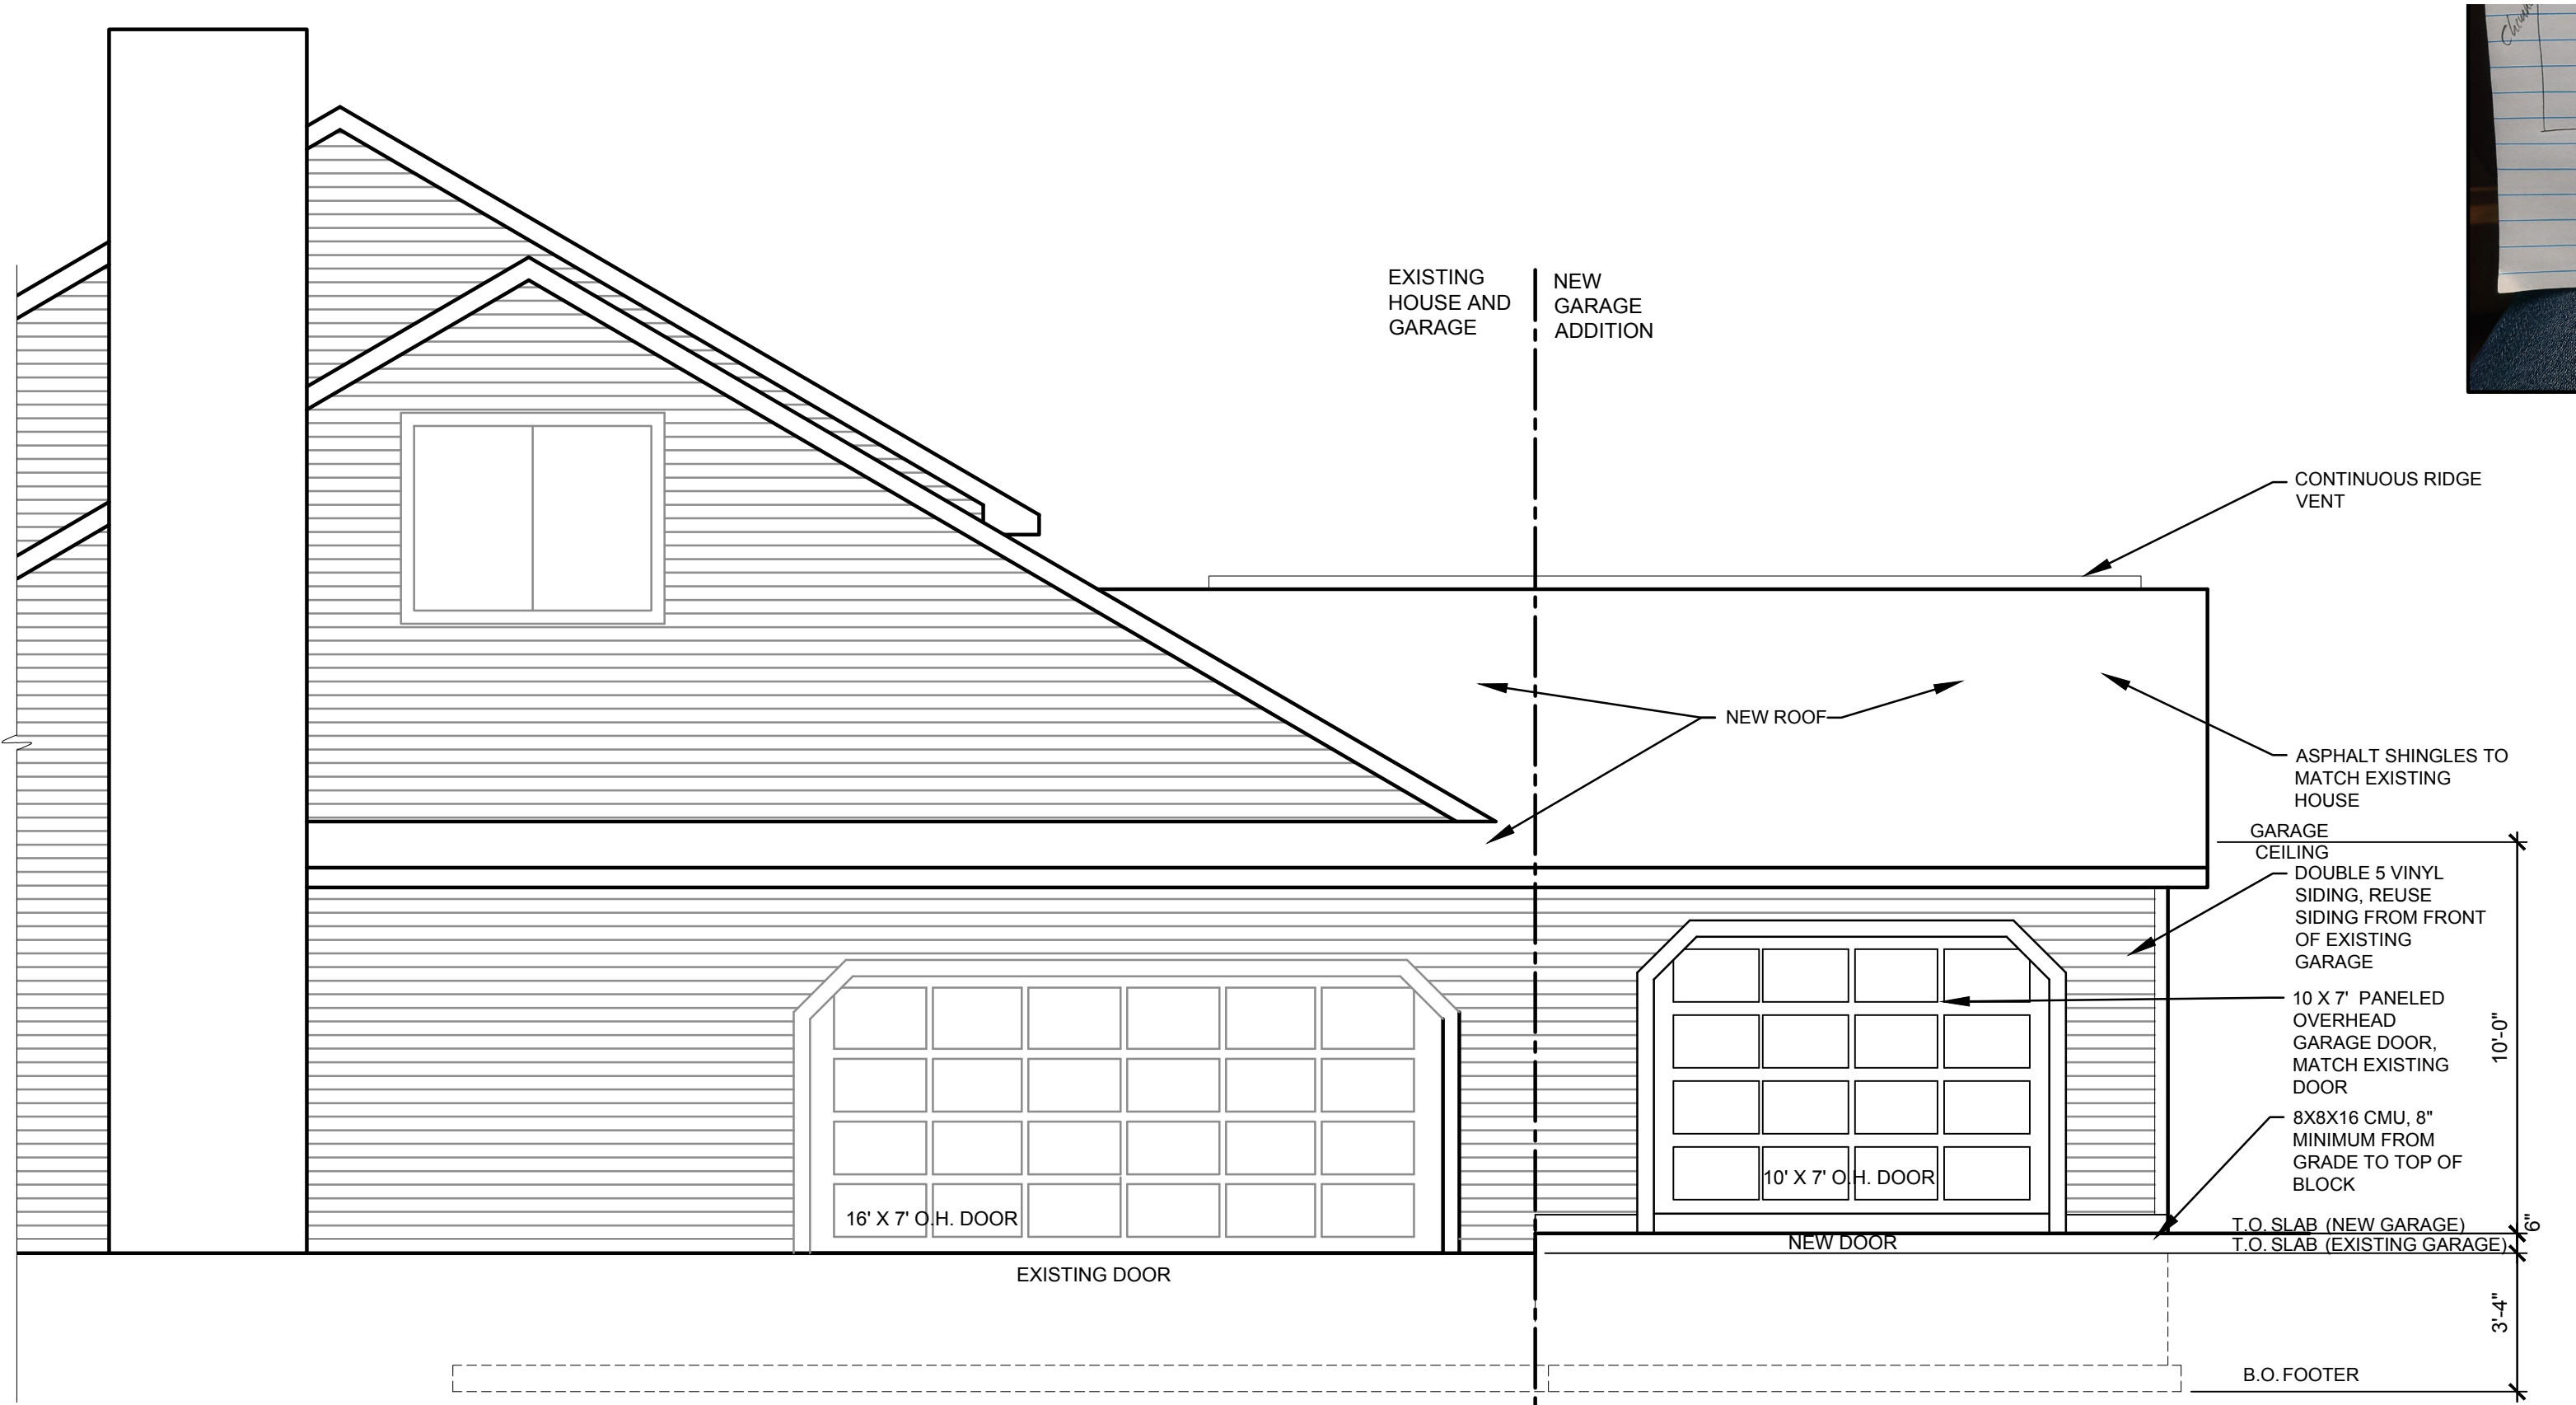 EXISTING
HOUSE AND
GARAGE
NEW
GARAGE
ADDITION
CONTINUOUS RIDGE
VENT
NEW ROOF
ASPHALT SHINGLES TO
MATCH EXISTING
HOUSE
GARAGE
CEILING
DOUBLE 5 VINYL
SIDING, REUSE
SIDING FROM FRONT
OF EXISTING
GARAGE
10 X 7' PANELED
OVERHEAD
GARAGE DOOR,
MATCH EXISTING
DOOR
10'-0"
8X8X16 CMU, 8"
MINIMUM FROM
GRADE TO TOP OF
BLOCK
10' X 7' O.H. DOOR
16' X 7' O.H. DOOR
T.O. SLAB (NEW GARAGE)
6"
NEW DOOR
T.O. SLAB (EXISTING GARAGE)
EXISTING DOOR
3'-4"
B.O. FOOTER